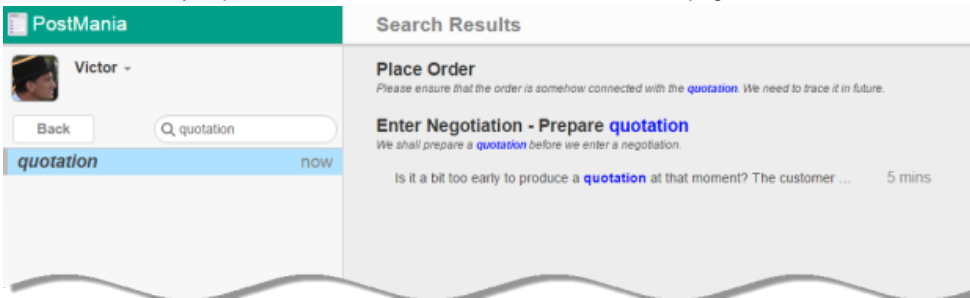 PostMania
Victor
Back
quotation
quotation now
Search Results
Place Order
Please ensure that the order is somehow connected with the quotation. We need to trace it in future.
Enter Negotiation - Prepare quotation
We shall prepare a quotation before we enter a negotiation.
Is it a bit too early to produce a quotation at that moment? The customer ... 5 mins